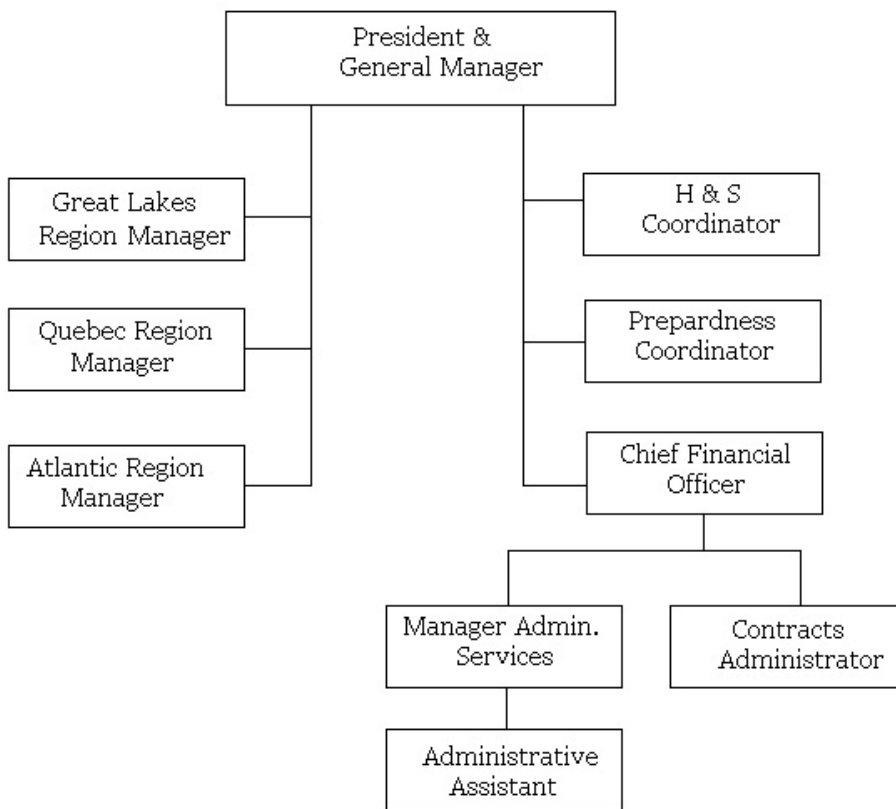 President &
General Manager
Great Lakes
Region Manager
H & S
Coordinator
Quebec Region
Manager
Prepardness
Coordinator
Atlantic Region
Manager
Chief Financial
Officer
Manager Admin.
Services
Contracts
Administrator
Administrative
Assistant